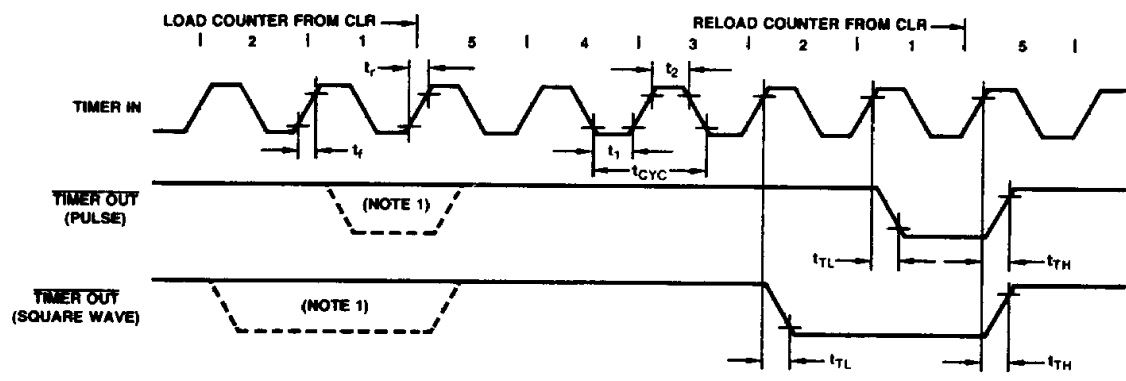 LOAD COUNTER FROM CLR RELOAD COUNTER FROM CLR
2 1 5 4 3 2 1 5
tr t2
TIMER IN
tf t1
tCYC
TIMER OUT
(PULSE)
(NOTE 1)
tTL tTH
TIMER OUT
(SQUARE WAVE)
(NOTE 1)
tTL tTH